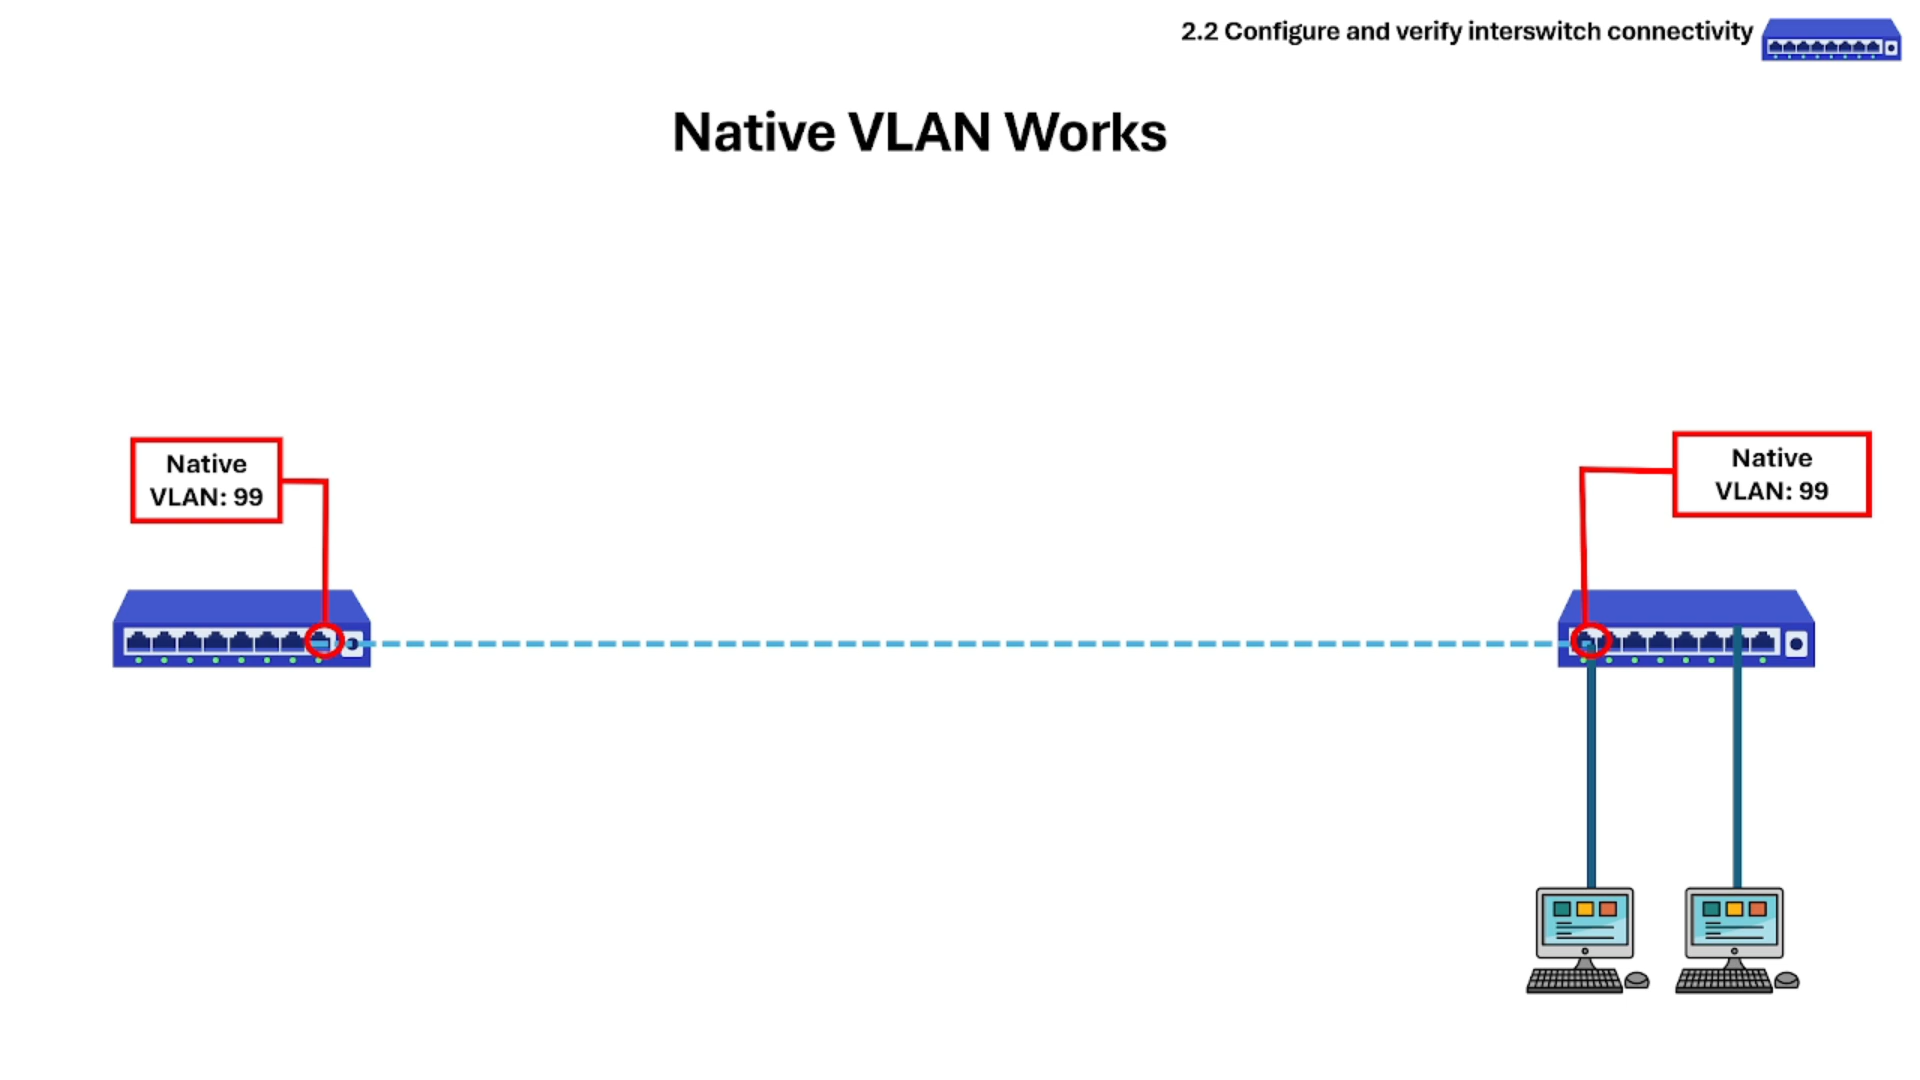 2.2 Configure and verify interswitch connectivity
Native VLAN Works
Native
VLAN: 99
Native
VLAN: 99